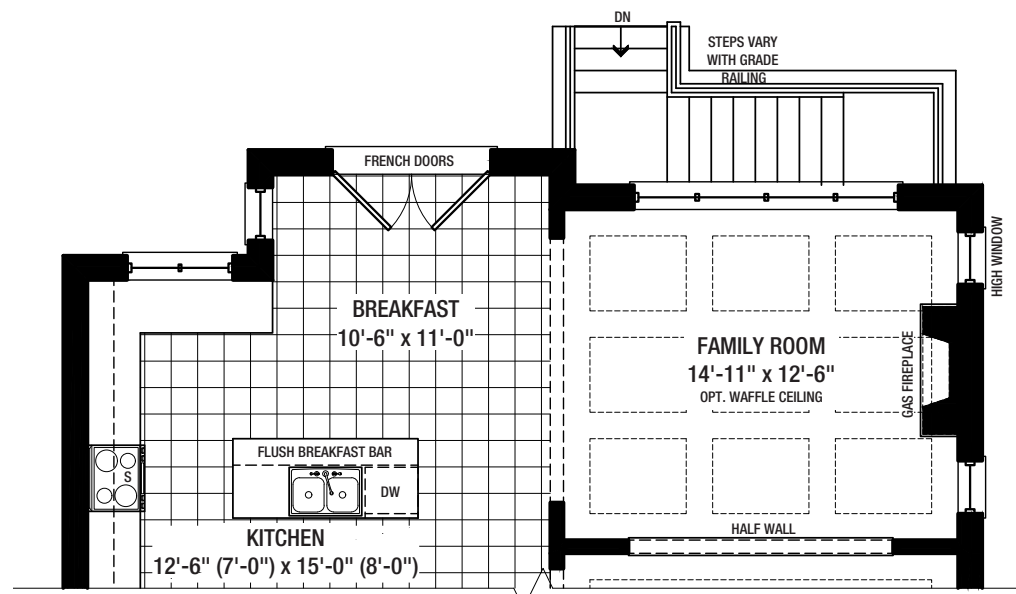 DN
STEPS VARY
WITH GRADE
RAILING
FRENCH DOORS
HIGH WINDOW
BREAKFAST
10'-6" x 11'-0"
FAMILY ROOM
14'-11" x 12'-6"
OPT. WAFFLE CEILING
GAS FIREPLACE
FLUSH BREAKFAST BAR
S
DW
HALF WALL
KITCHEN
12'-6" (7'-0") x 15'-0" (8'-0")